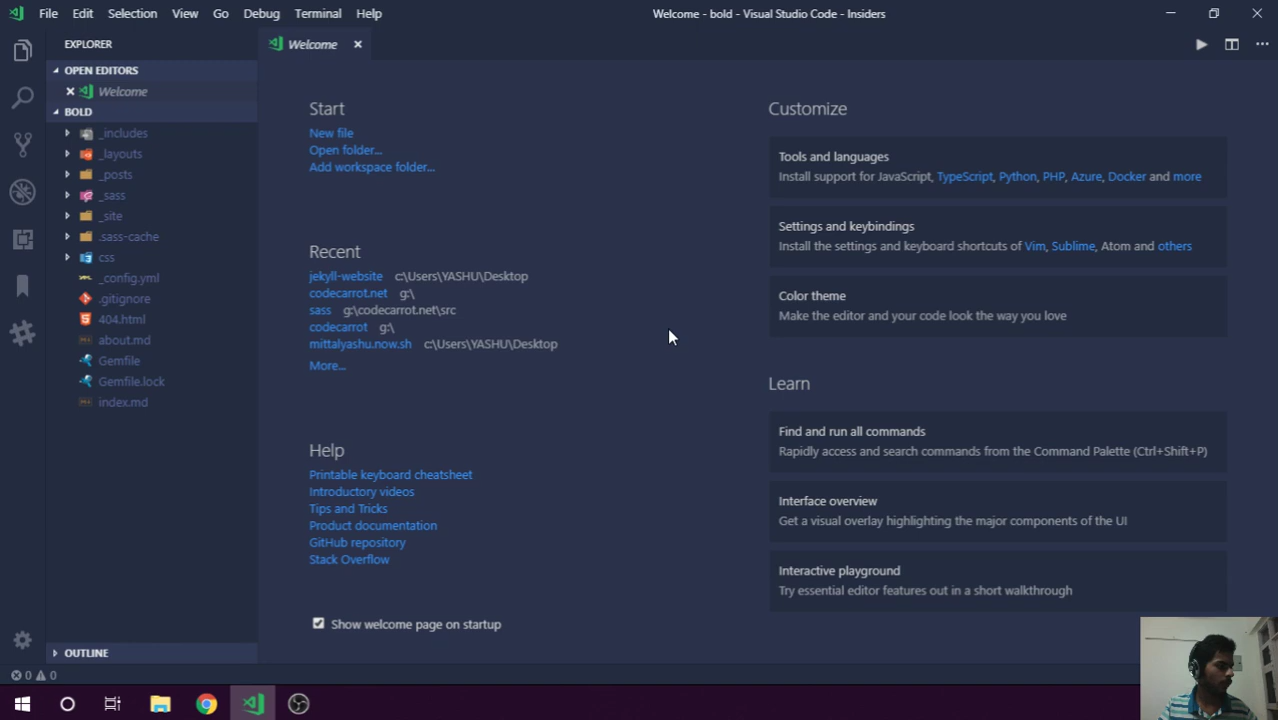 File Edit Selection View Go Debug Terminal Help Welcome - bold - Visual Studio Code - Insiders
EXPLORER
OPEN EDITORS
Welcome
BOLD
_includes
_layouts
_posts
_sass
_site
.sass-cache
css
_config.yml
.gitignore
404.html
about.md
Gemfile
Gemfile.lock
index.md
OUTLINE
0 0
Welcome
Start
New file
Open folder...
Add workspace folder...
Recent
jekyll-website c:\Users\YASHU\Desktop
codecarrot.net g:\
sass g:\codecarrot.net\src
codecarrot g:\
mittalyashu.now.sh c:\Users\YASHU\Desktop
More...
Help
Printable keyboard cheatsheet
Introductory videos
Tips and Tricks
Product documentation
GitHub repository
Stack Overflow
Show welcome page on startup
Customize
Tools and languages
Install support for JavaScript, TypeScript, Python, PHP, Azure, Docker and more
Settings and keybindings
Install the settings and keyboard shortcuts of Vim, Sublime, Atom and others
Color theme
Make the editor and your code look the way you love
Learn
Find and run all commands
Rapidly access and search commands from the Command Palette (Ctrl+Shift+P)
Interface overview
Get a visual overlay highlighting the major components of the UI
Interactive playground
Try essential editor features out in a short walkthrough